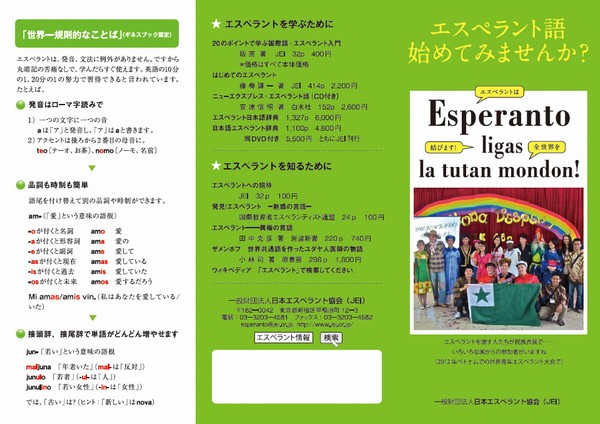 「世界一規則的なことば」(ギネスブック認定)
エスペラントは、発音、文法に例外がありません。ですから
丸暗記の苦痛なしで、学んだらすぐ使えます。英語の10分
の1、20分の1の努力で習得できると言われています。
たとえば、
発音はローマ字読みで
1) 一つの文字に一つの音
aは「ア」と発音し、「ア」はaと書きます。
2)アクセントは後ろから2番目の母音に。
teo[テーオ、お茶]、nomo[ノーモ、名前]
品詞も時制も簡単
語尾を付け替えて別の品詞や時制ができます。
am-(「愛」という意味の語根)
-oが付くと名詞 amo 愛
-aが付くと形容詞 ama 愛の
-eが付くと副詞 ame 愛して
-asが付くと現在 amas 愛している
-isが付くと過去 amis 愛していた
-osが付くと未来 amos 愛するだろう
Mi amas/amis vin.(私はあなたを愛している/
いた)
接頭辞、接尾辞で単語がどんどん増やせます
jun-「若い」という意味の語根
maljuna 「年老いた」(mal-は「反対」)
junulo 「若者」(-ul-は「人」)
junulino 「若い女性」(-in-は「女性」)
では、「古い」は?(ヒント:「新しい」はnova)
エスペラントを学ぶために
20のポイントで学ぶ国際語・エスペラント入門
阪直著 JEI刊 400円
*価格はすべて本体価格
はじめてのエスペラント
藤巻謙一著 JEI 414p 2,200円
ニューエクスプレス・エスペラント語(CD付き)
安達信明著 白水社 152p 2,600円
エスペラント日本語辞典 1,327p 6,000円
日本語エスペラント辞典 1,100p 4,800円
同DVD付き 5,500円 ともにJEI刊行
エスペラントを知るために
エスペラントへの招待
JEI 32p 100円
発見!エスペラント ー魅惑の言語ー
国際教育者エスペランティスト連盟 24p 100円
エスペラント――異端の言語
田中克彦著 岩波新書 220p 740円
ザメンホフ 世界共通語を作ったユダヤ人医師の物語
小林司著 原書房 298p 1,800円
ウィキペディア 「エスペラント」で検索してください。
一般財団法人日本エスペラント協会(JEI)
〒162-0042 東京都新宿区早稲田町12-3
電話:03-3203-4581 ファックス:03-3203-4582
esperanto@jei.or.jp http://www.jei.or.jp/
エスペラント情報 検索
エスペラント語
始めてみませんか?
エスペラントは
Esperanto
結びます! ligas 全世界を
la tutan mondon!
エスペラントを話す人たちが民族衣装で……
いろいろな国からの参加者がいますね。
(2012年ベトナムでの世界青年エスペラント大会で)
一般財団法人日本エスペラント協会(JEI)